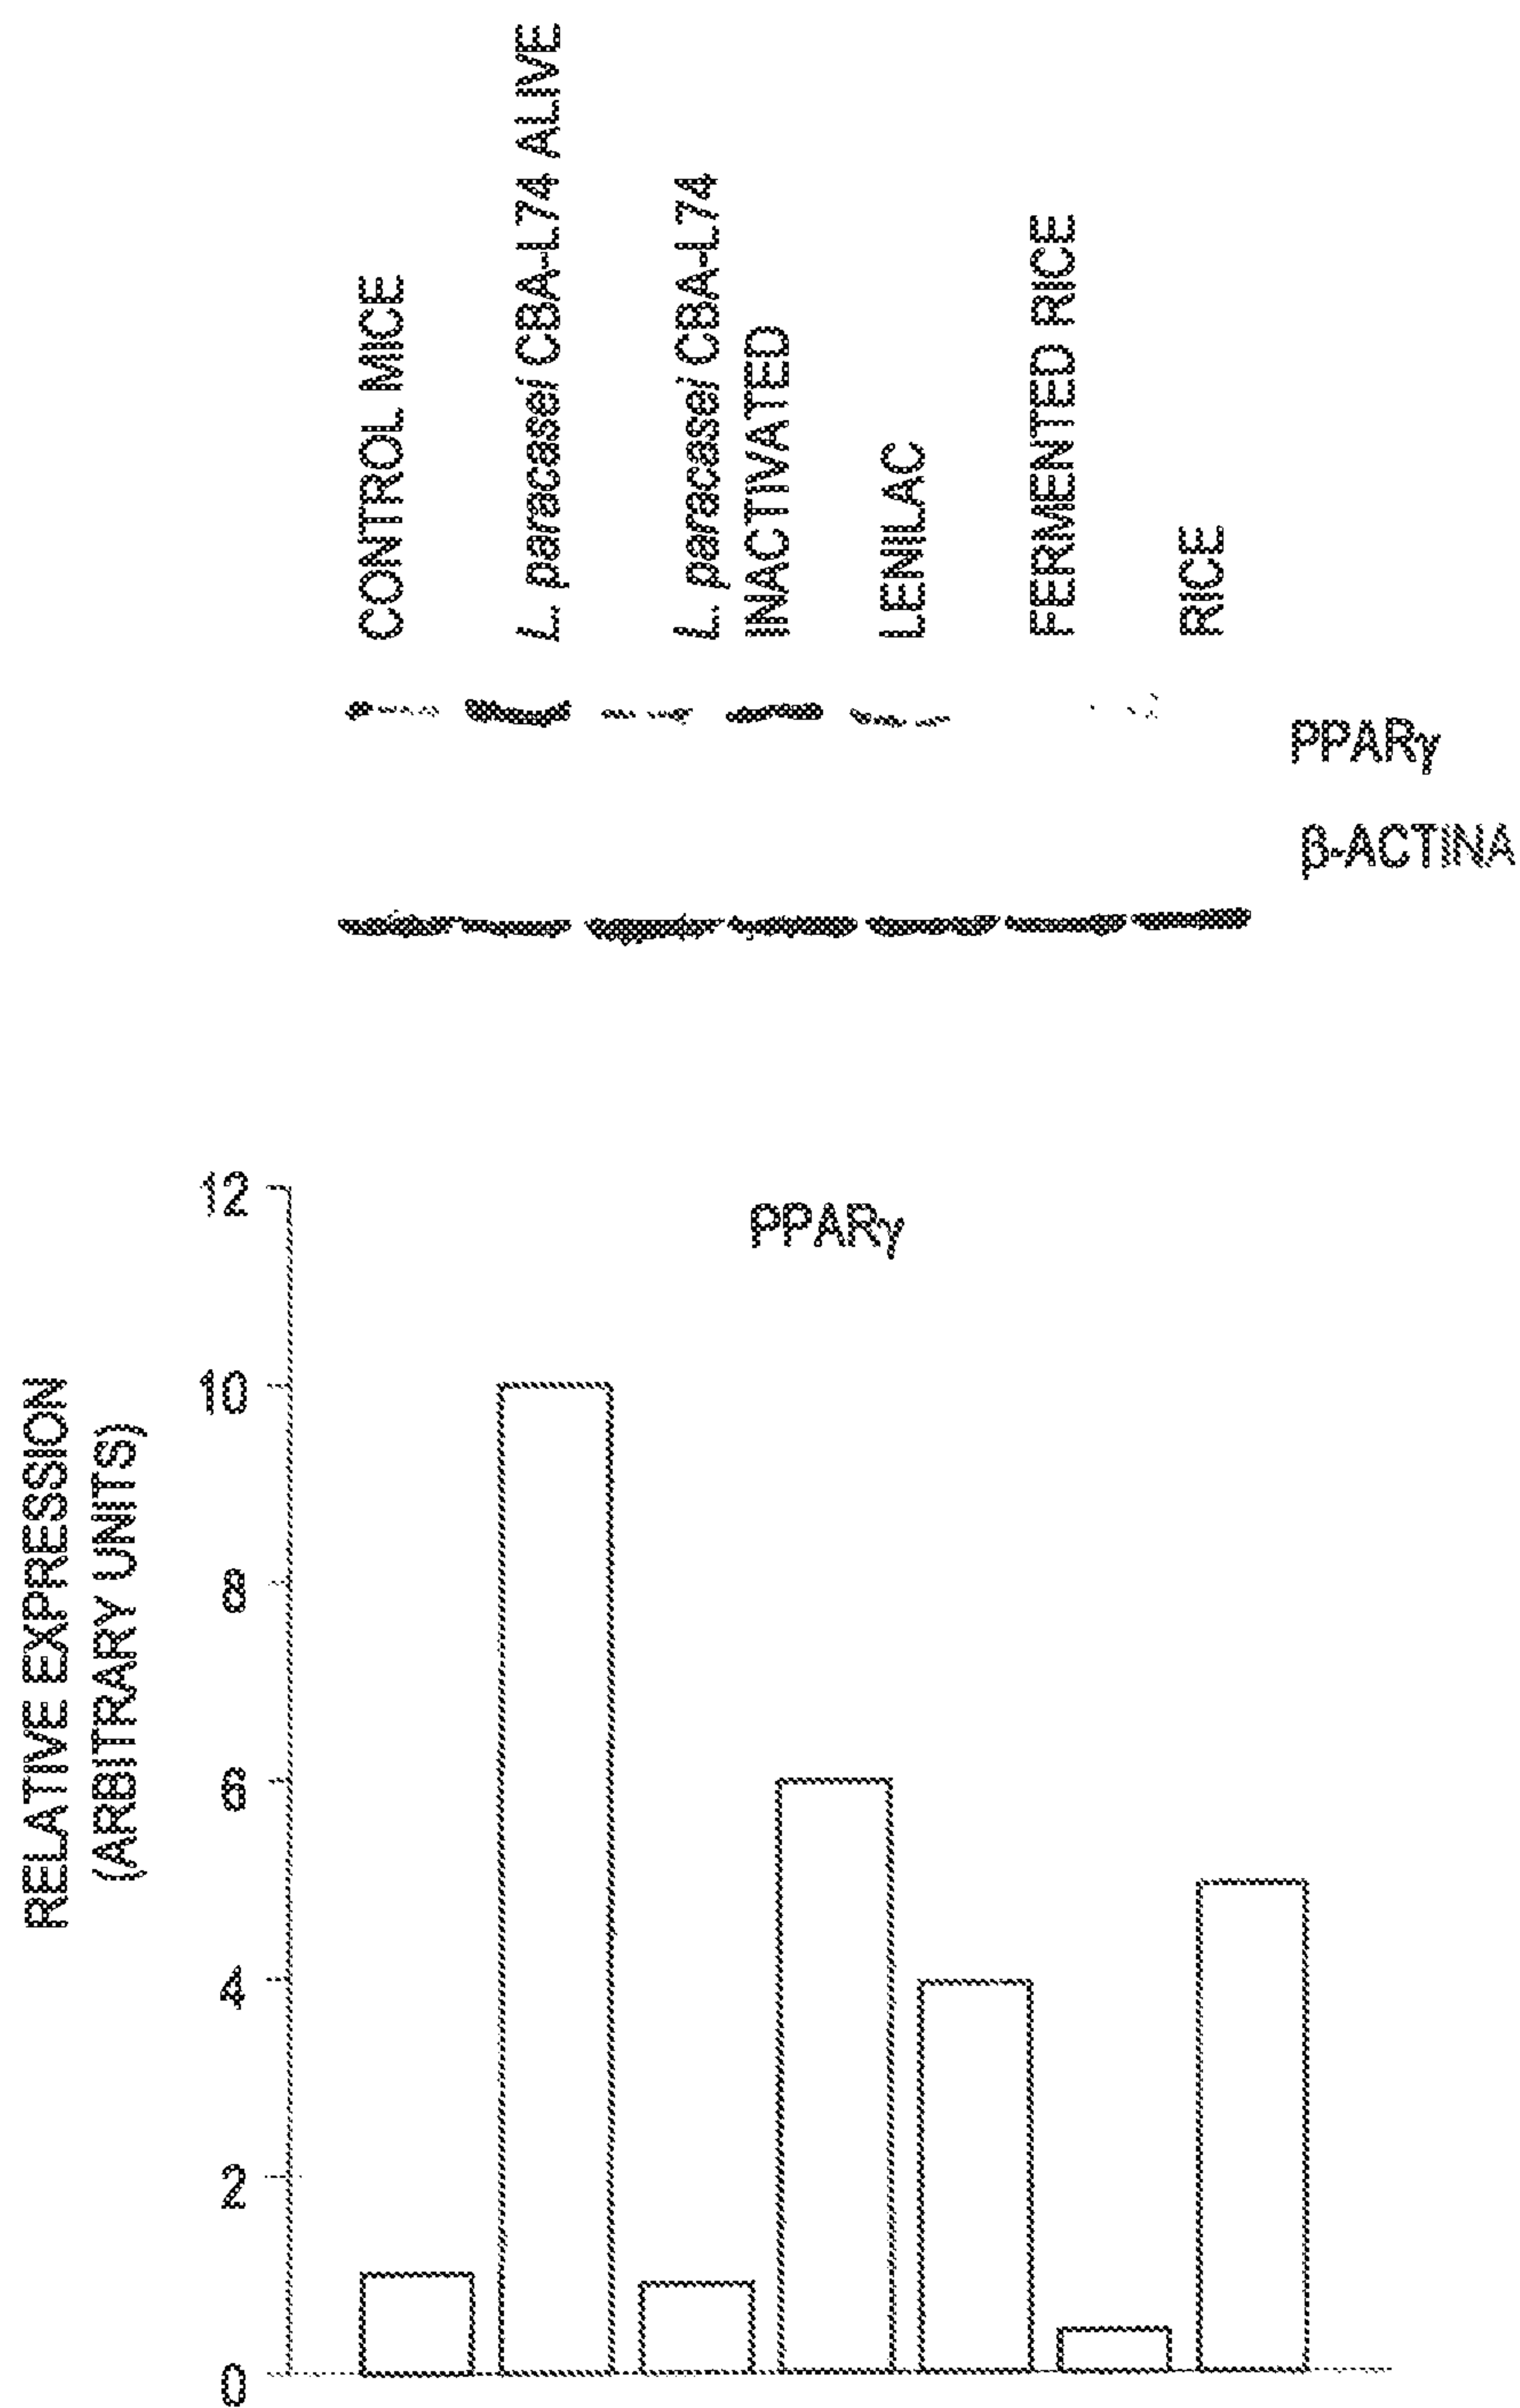 CONTROL MICE
L. paracasei CBA-L74 ALIVE
L. paracasei CBA-L74
INACTIVATED
LENILAC
FERMENTED RICE
RICE
PPARγ
β-ACTINA
PPARγ
RELATIVE EXPRESSION
(ARBITRARY UNITS)
12
10
8
6
4
2
0